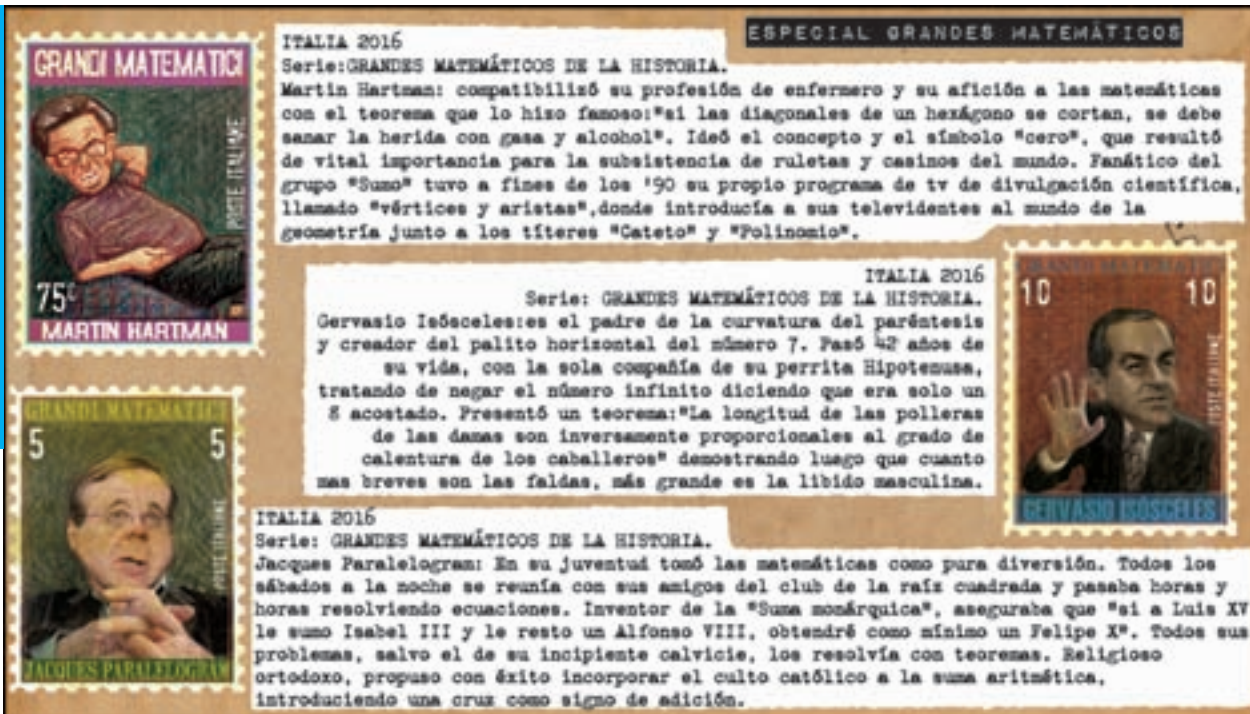 ESPECIAL GRANDES MATEMÁTICOS
GRANDI MATEMATICI
POSTE ITALIANE
75c
MARTIN HARTMAN
ITALIA 2016
Serie:GRANDES MATEMÁTICOS DE LA HISTORIA.
Martin Hartman: compatibilizó su profesión de enfermero y su afición a las matemáticas
con el teorema que lo hizo famoso:"si las diagonales de un hexágono se cortan, se debe
sanar la herida con gasa y alcohol". Ideó el concepto y el símbolo "cero", que resultó
de vital importancia para la subsistencia de ruletas y casinos del mundo. Fanático del
grupo "Sumo" tuvo a fines de los '90 su propio programa de tv de divulgación científica,
llamado "vértices y aristas",donde introducía a sus televidentes al mundo de la
geometría junto a los títeres "Cateto" y "Polinomio".
ITALIA 2016
Serie: GRANDES MATEMÁTICOS DE LA HISTORIA.
Gervasio Isósceles:es el padre de la curvatura del paréntesis
y creador del palito horizontal del número 7. Pasó 42 años de
su vida, con la sola compañía de su perrita Hipotenusa,
tratando de negar el número infinito diciendo que era solo un
8 acostado. Presentó un teorema:"La longitud de las polleras
de las damas son inversamente proporcionales al grado de
calentura de los caballeros" demostrando luego que cuanto
mas breves son las faldas, más grande es la libido masculina.
GRANDI MATEMATICI
10 10
POSTE ITALIANE
GERVASIO ISÓSCELES
GRANDI MATEMATICI
5 5
POSTE ITALIANE
JACQUES PARALELOGRAM
ITALIA 2016
Serie: GRANDES MATEMÁTICOS DE LA HISTORIA.
Jacques Paralelogram: En su juventud tomó las matemáticas como pura diversión. Todos los
sábados a la noche se reunía con sus amigos del club de la raíz cuadrada y pasaba horas y
horas resolviendo ecuaciones. Inventor de la "Suma monárquica", aseguraba que "si a Luis XV
le sumo Isabel III y le resto un Alfonso VIII, obtendré como mínimo un Felipe X". Todos sus
problemas, salvo el de su incipiente calvicie, los resolvía con teoremas. Religioso
ortodoxo, propuso con éxito incorporar el culto católico a la suma aritmética,
introduciendo una cruz como signo de adición.